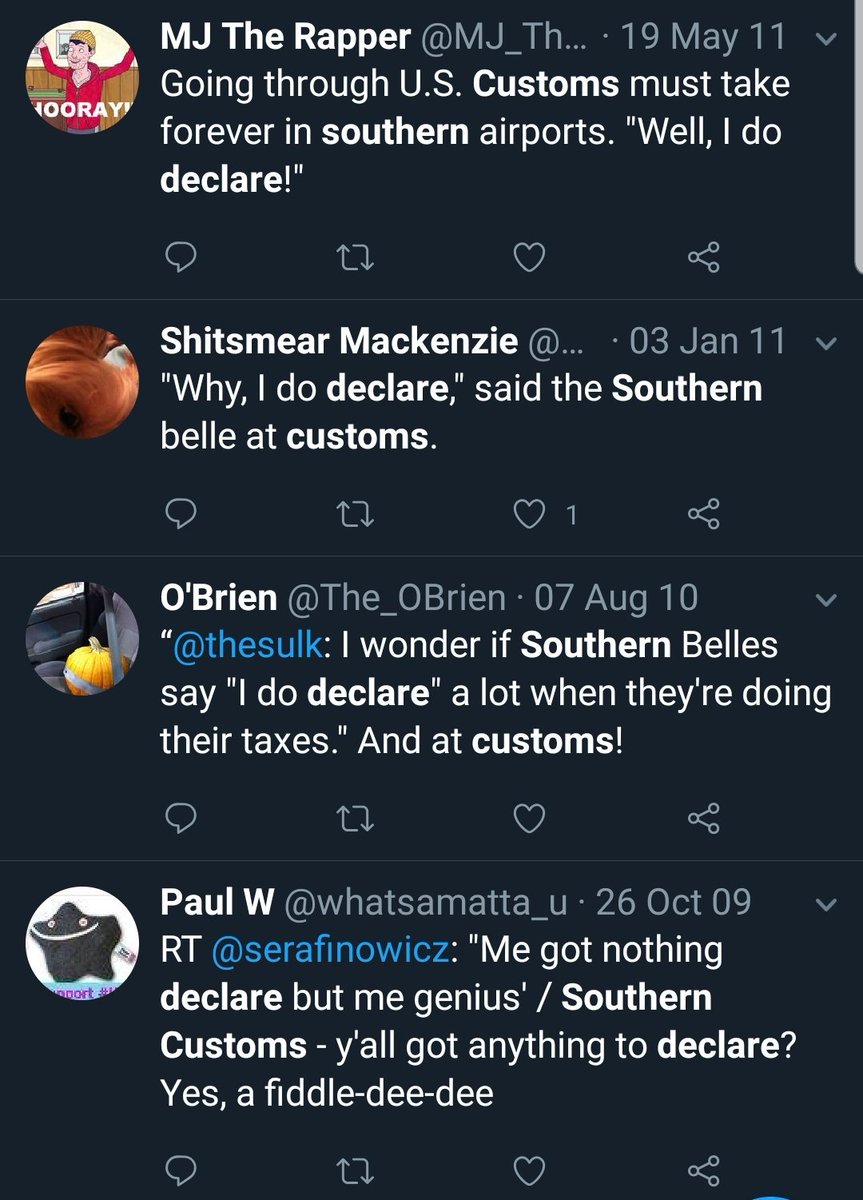 MJ The Rapper @MJ_Th... · 19 May 11
Going through U.S. Customs must take
forever in southern airports. "Well, I do
declare!"
HOORAY!
Shitsmear Mackenzie @... · 03 Jan 11
"Why, I do declare," said the Southern
belle at customs.
1
O'Brien @The_OBrien · 07 Aug 10
“@thesulk: I wonder if Southern Belles
say "I do declare" a lot when they're doing
their taxes." And at customs!
Paul W @whatsamatta_u · 26 Oct 09
RT @serafinowicz: "Me got nothing
declare but me genius' / Southern
Customs - y'all got anything to declare?
Yes, a fiddle-dee-dee